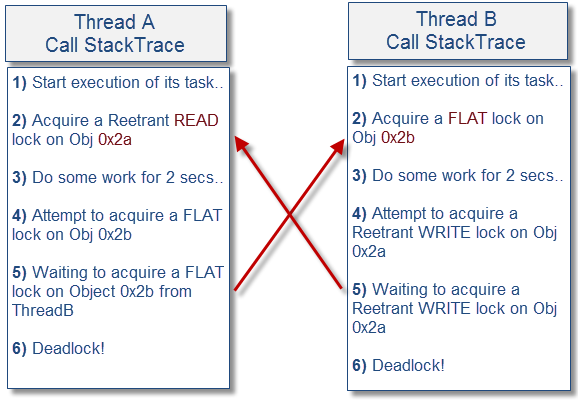 Thread A
Call StackTrace
1) Start execution of its task..
2) Acquire a Reetrant READ
lock on Obj 0x2a
3) Do some work for 2 secs..
4) Attempt to acquire a FLAT
lock on Obj 0x2b
5) Waiting to acquire a FLAT
lock on Object 0x2b from
ThreadB
6) Deadlock!
Thread B
Call StackTrace
1) Start execution of its task..
2) Acquire a FLAT lock on
Obj 0x2b
3) Do some work for 2 secs..
4) Attempt to acquire a
Reetrant WRITE lock on Obj
0x2a
5) Waiting to acquire a
Reetrant WRITE lock on Obj
0x2a
6) Deadlock!